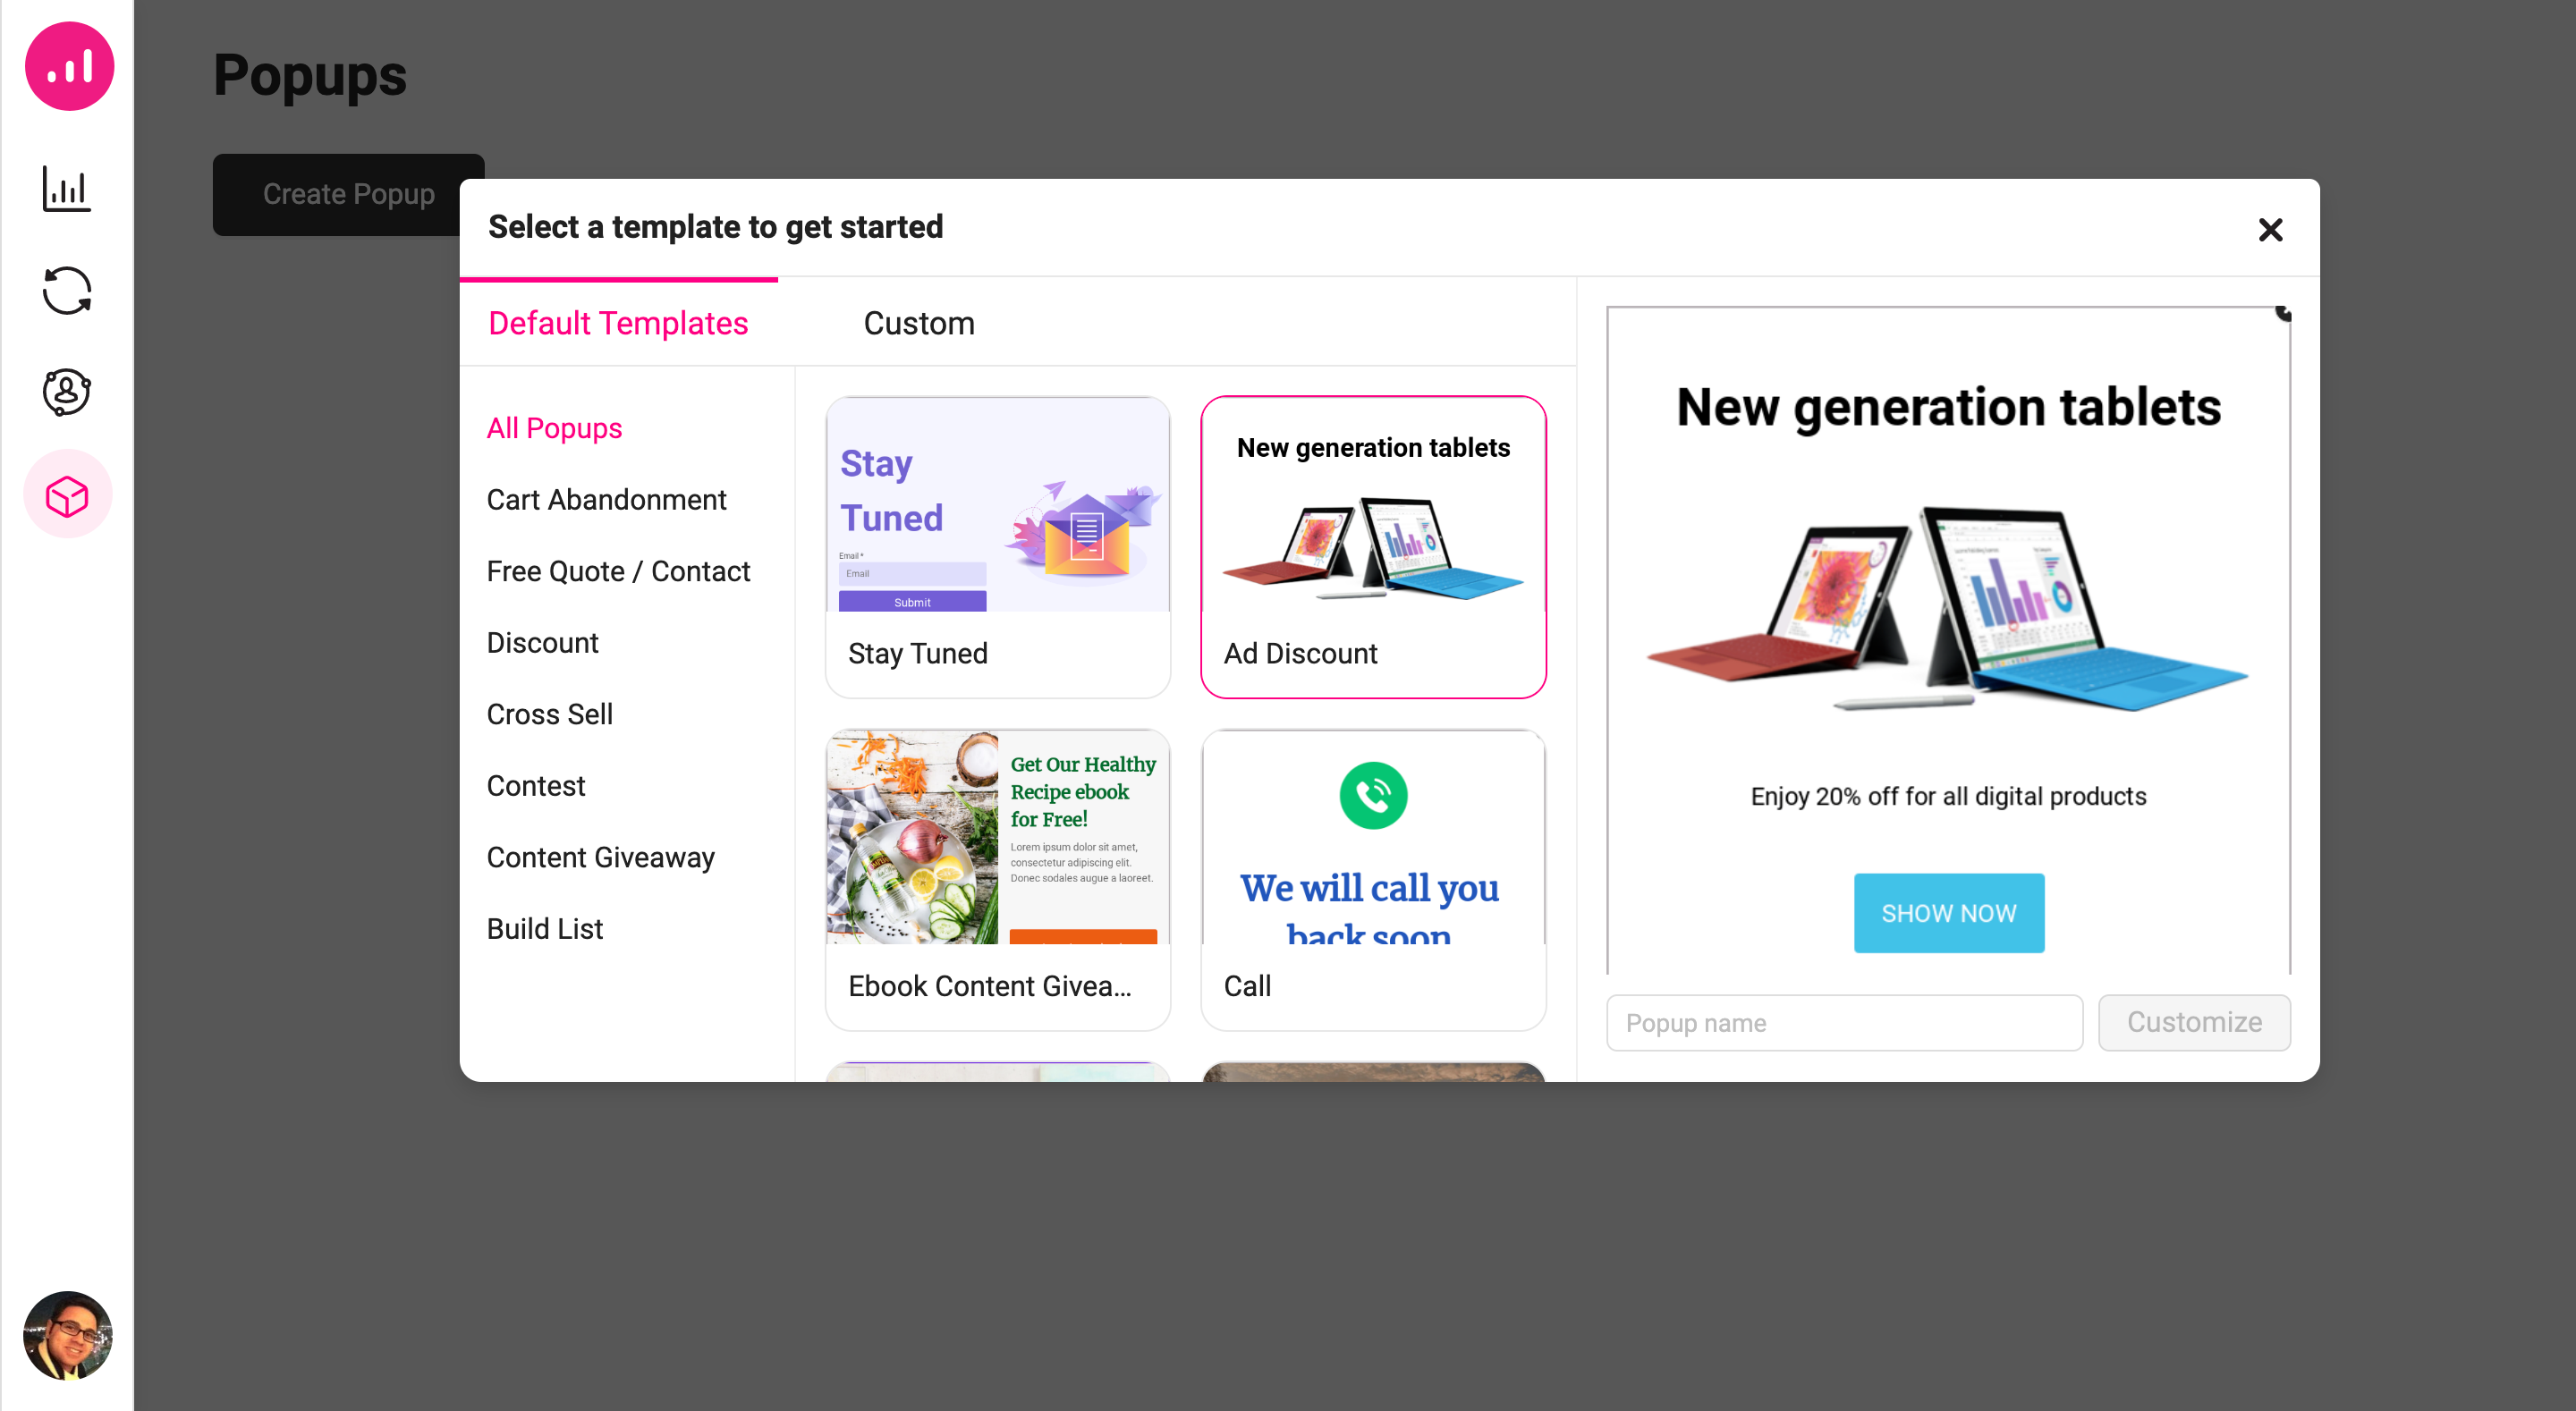 Popups
Create Popup
Select a template to get started
Default Templates
Custom
All Popups
Cart Abandonment
Free Quote / Contact
Discount
Cross Sell
Contest
Content Giveaway
Build List
Stay
Tuned
Email *
Email
Submit
Stay Tuned
New generation tablets
Ad Discount
Get Our Healthy
Recipe ebook
for Free!
Lorem ipsum dolor sit amet,
consectetur adipiscing elit.
Donec sodales augue a laoreet.
Ebook Content Givea...
We will call you
back soon
Call
New generation tablets
Enjoy 20% off for all digital products
SHOW NOW
Popup name
Customize